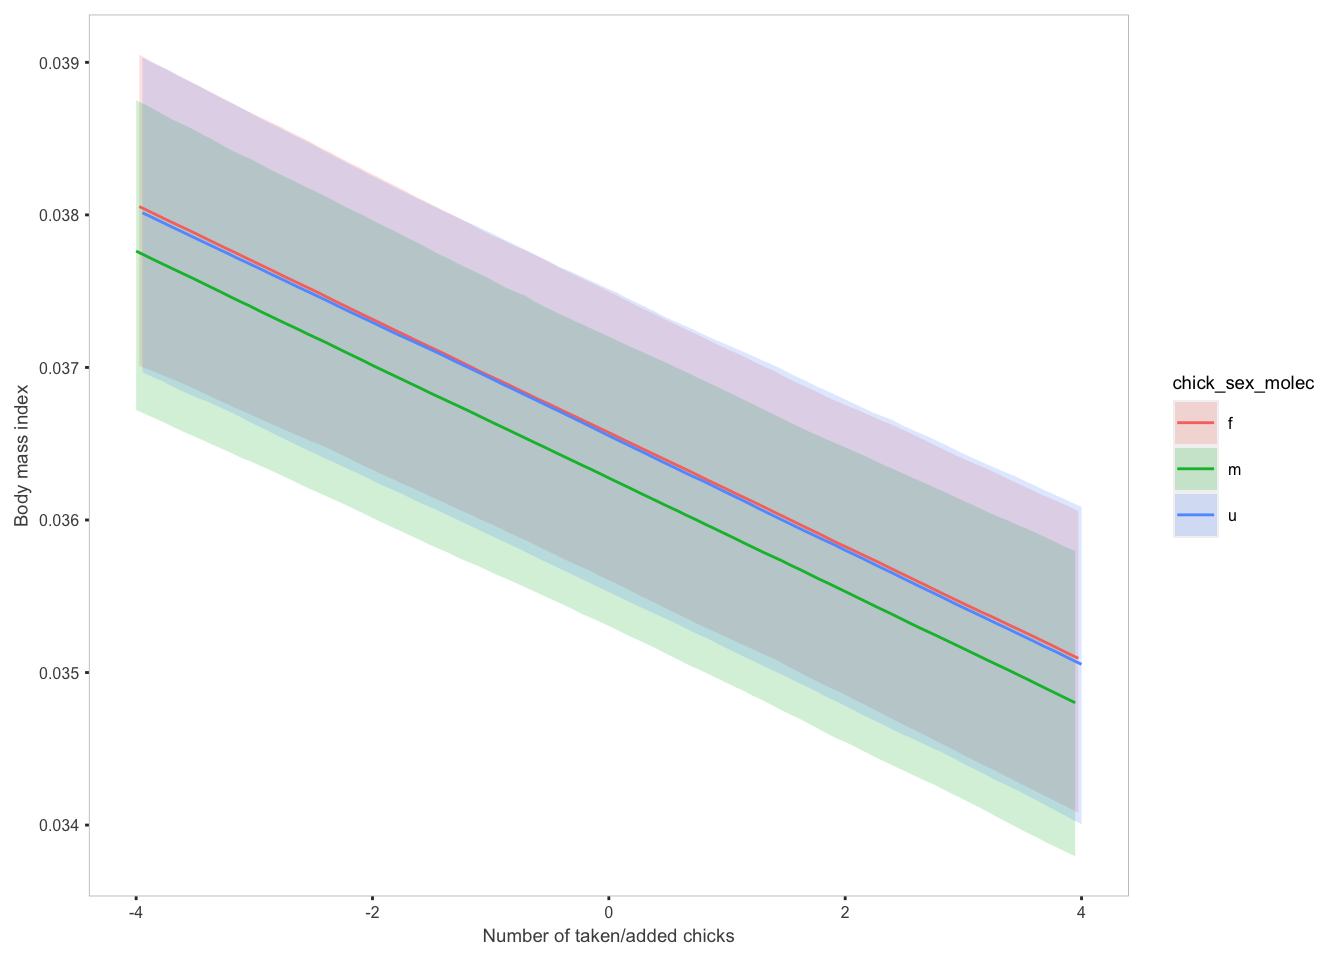 0.039
0.038
0.037
0.036
0.035
0.034
Body mass index
-4
-2
0
2
4
Number of taken/added chicks
chick_sex_molec
f
m
u